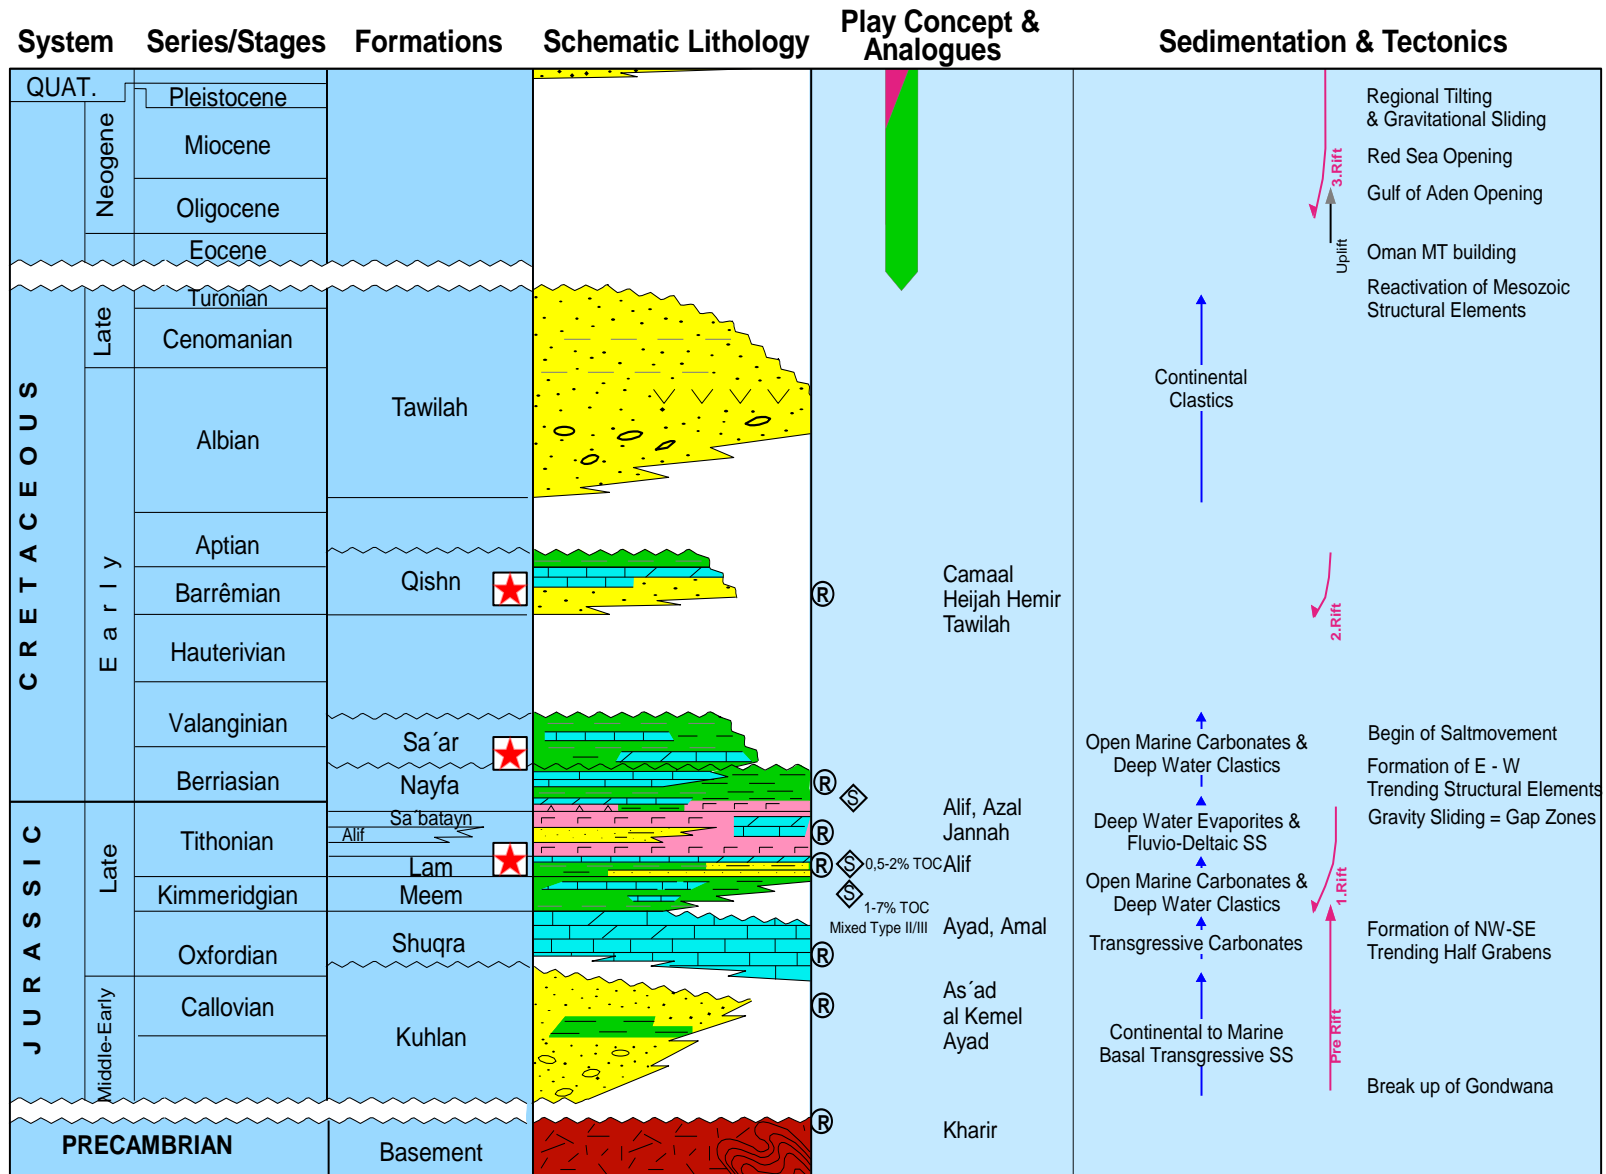 System
Series/Stages
Formations
Schematic Lithology
Play Concept &
Analogues
Sedimentation & Tectonics
QUAT.
Neogene
Pleistocene
Miocene
Oligocene
Eocene
3.Rift
Uplift
Regional Tilting
& Gravitational Sliding
Red Sea Opening
Gulf of Aden Opening
Oman MT building
Reactivation of Mesozoic
Structural Elements
CRETACEOUS
Late
Early
Turonian
Cenomanian
Albian
Aptian
Barrêmian
Hauterivian
Valanginian
Berriasian
Tawilah
Qishn
Sa´ar
Nayfa
R
Camaal
Heijah Hemir
Tawilah
R
S
Continental
Clastics
2.Rift
Open Marine Carbonates &
Deep Water Clastics
Begin of Saltmovement
Formation of E - W
Trending Structural Elements
JURASSIC
Late
Middle-Early
Tithonian
Kimmeridgian
Oxfordian
Callovian
Sa´batayn
Alif
Lam
Meem
Shuqra
Kuhlan
R
Alif, Azal
Jannah
R
S
0,5-2% TOC
Alif
S
1-7% TOC
Mixed Type II/III
Ayad, Amal
R
R
As´ad
al Kemel
Ayad
Deep Water Evaporites &
Fluvio-Deltaic SS
Open Marine Carbonates &
Deep Water Clastics
Transgressive Carbonates
Continental to Marine
Basal Transgressive SS
1.Rift
Pre Rift
Gravity Sliding = Gap Zones
Formation of NW-SE
Trending Half Grabens
Break up of Gondwana
PRECAMBRIAN
Basement
R
Kharir